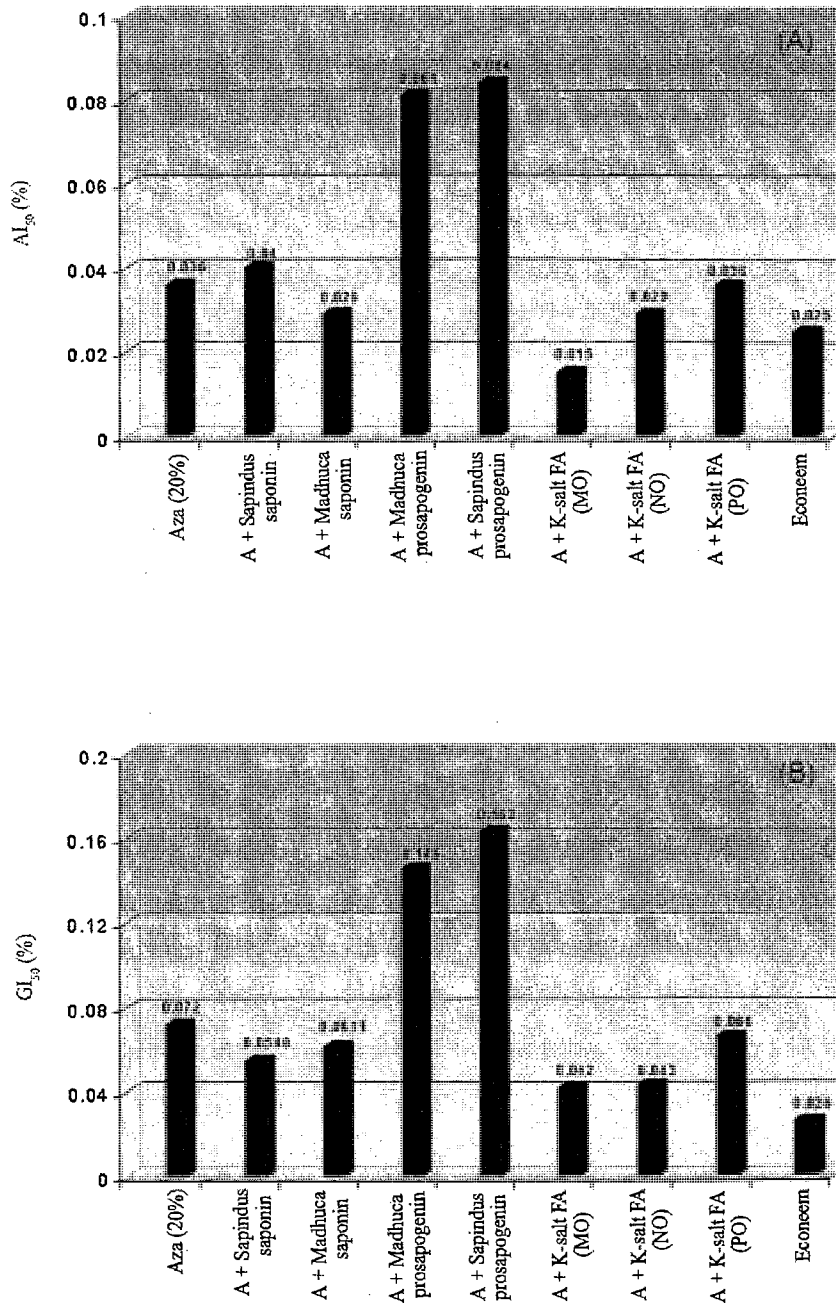 (A)
AI50 (%)
0.1
0.08
0.06
0.04
0.02
0
0.036
0.04
0.029
0.084
0.015
0.029
0.036
0.025
Aza (20%)
A + Sapindus
saponin
A + Madhuca
saponin
A + Madhuca
prosapogenin
A + Sapindus
prosapogenin
A + K-salt FA
(MO)
A + K-salt FA
(NO)
A + K-salt FA
(PO)
Econeem
(B)
GI50 (%)
0.2
0.16
0.12
0.08
0.04
0
0.072
0.042
0.043
Aza (20%)
A + Sapindus
saponin
A + Madhuca
saponin
A + Madhuca
prosapogenin
A + Sapindus
prosapogenin
A + K-salt FA
(MO)
A + K-salt FA
(NO)
A + K-salt FA
(PO)
Econeem